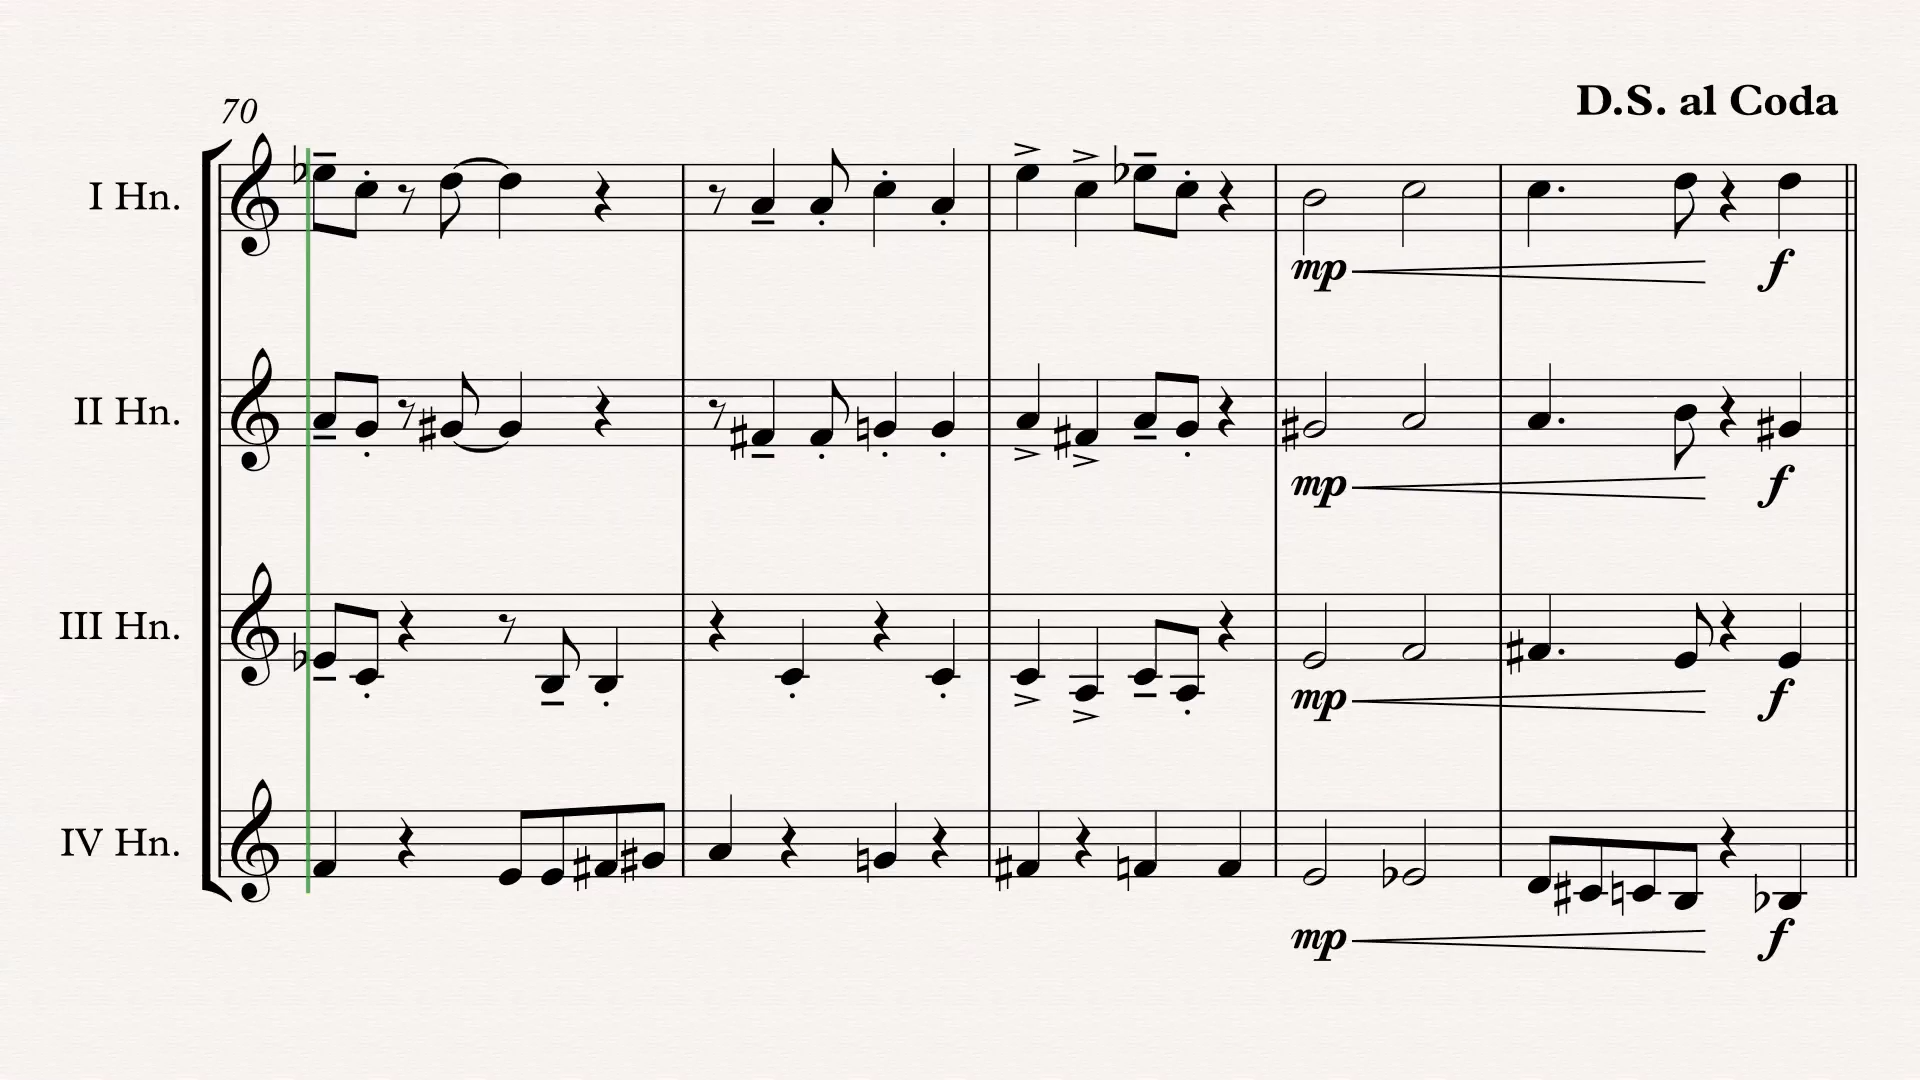 70
D.S. al Coda
I Hn.
mp f
II Hn.
mp f
III Hn.
mp f
IV Hn.
mp f